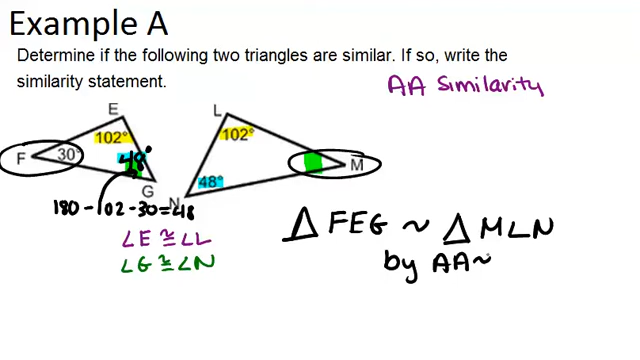 Example A
Determine if the following two triangles are similar. If so, write the
similarity statement.
AA Similarity
E
L
102°
102°
F
30°
48°
M
48°
G
N
180-102-30=48
∠E ≅ ∠L
∠G ≅ ∠N
△ FEG ~ △ MLN
by AA~